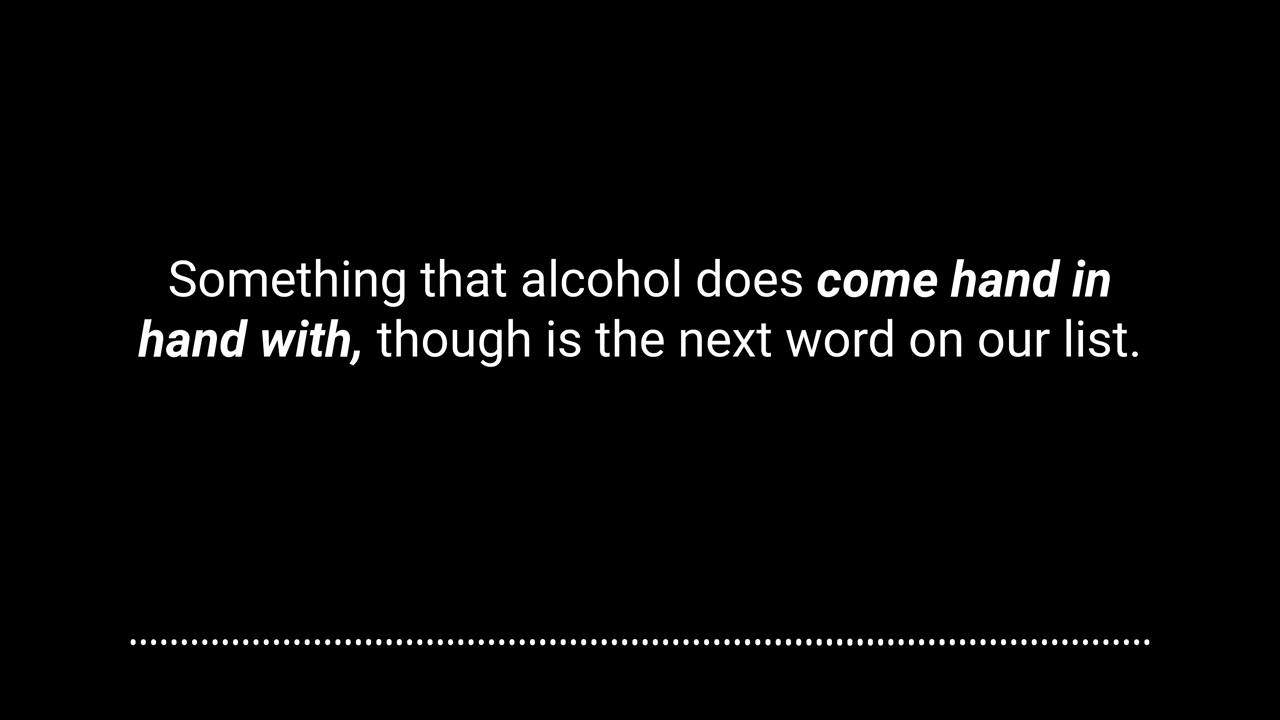 Something that alcohol does come hand in
hand with, though is the next word on our list.